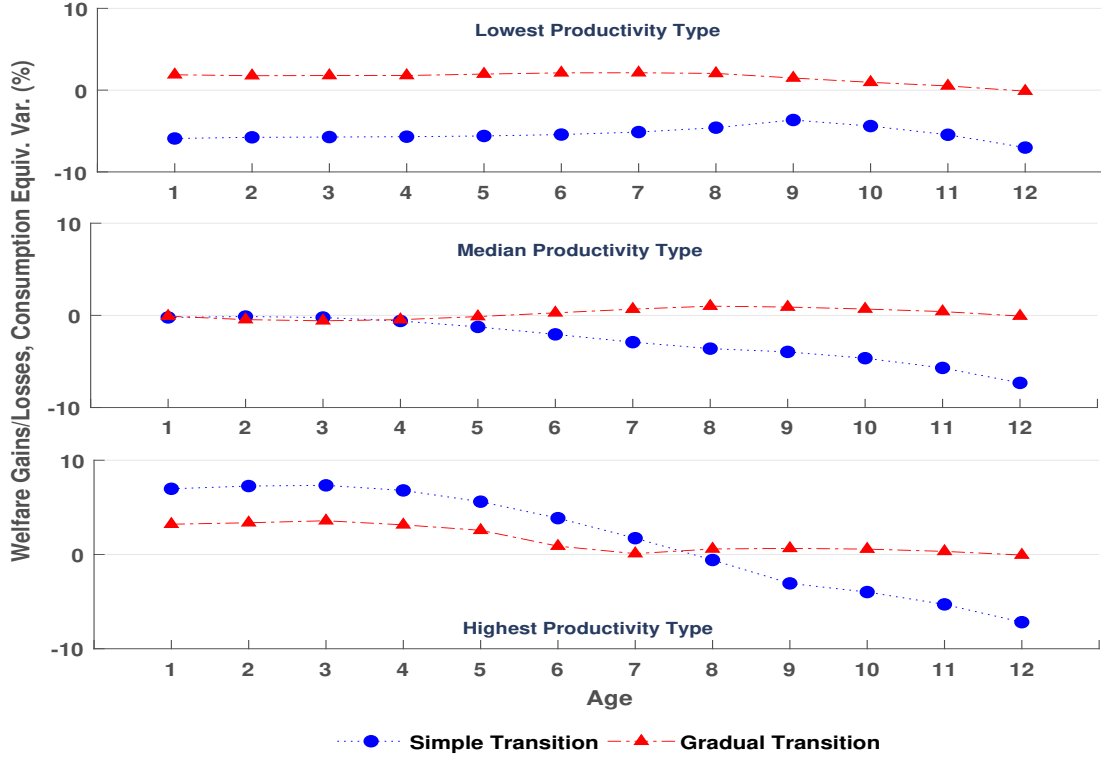 Welfare Gains/Losses, Consumption Equiv. Var. (%)
10
Lowest Productivity Type
0
-10
1 2 3 4 5 6 7 8 9 10 11 12
10
Median Productivity Type
0
-10
1 2 3 4 5 6 7 8 9 10 11 12
10
0
Highest Productivity Type
-10
1 2 3 4 5 6 7 8 9 10 11 12
Age
Simple Transition Gradual Transition